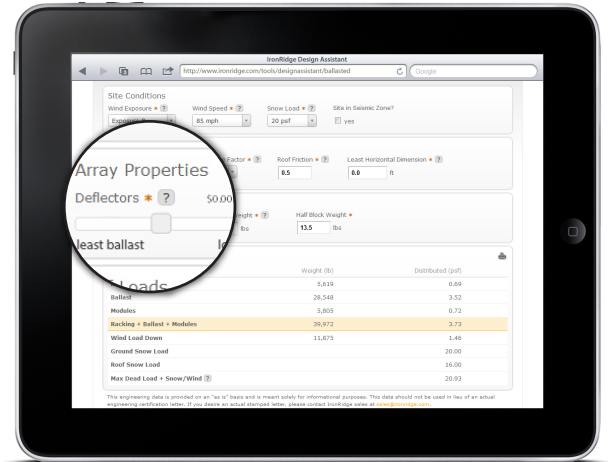 IronRidge Design Assistant
http://www.ironridge.com/tools/designassistant/ballasted
Google
Site Conditions
Wind Exposure * ? Wind Speed * ? Snow Load * ? Site in Seismic Zone?
85 mph 20 psf yes
Array Properties
Factor * ? Roof Friction * ? Least Horizontal Dimension * ?
Deflectors * ? $0.00
0.5 0.0 ft
least ballast
Half Block Weight *
lbs 13.5 lbs
Loads
Weight (lb) Distributed (psf)
0.69
Ballast 28,548 3.52
Modules 5,805 0.72
Racking + Ballast + Modules 39,972 3.73
Wind Load Down 11,875 1.46
Ground Snow Load 20.00
Roof Snow Load 16.00
Max Dead Load + Snow/Wind ? 20.93
This engineering data is provided on an "as is" basis and is meant solely for informational purposes. This data should not be used in lieu of an actual
engineering certification letter. If you desire an actual stamped letter, please contact IronRidge sales at sales@ironridge.com.